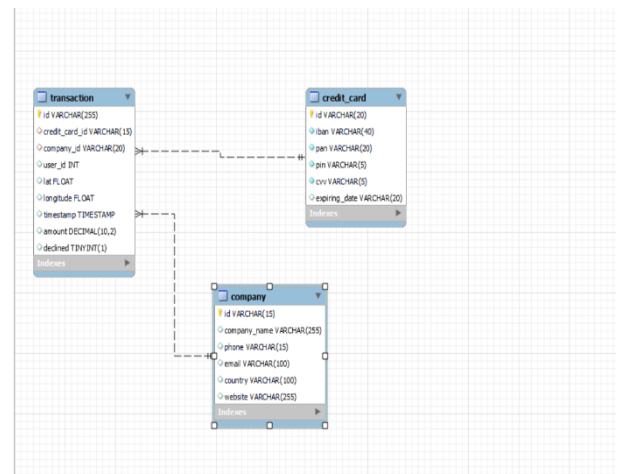 transaction
id VARCHAR(255)
credit_card_id VARCHAR(15)
company_id VARCHAR(20)
user_id INT
lat FLOAT
longitude FLOAT
timestamp TIMESTAMP
amount DECIMAL(10,2)
declined TINYINT(1)
Indexes
credit_card
id VARCHAR(20)
iban VARCHAR(40)
pan VARCHAR(20)
pin VARCHAR(5)
cvv VARCHAR(5)
expiring_date VARCHAR(20)
Indexes
company
id VARCHAR(15)
company_name VARCHAR(255)
phone VARCHAR(15)
email VARCHAR(100)
country VARCHAR(100)
website VARCHAR(255)
Indexes